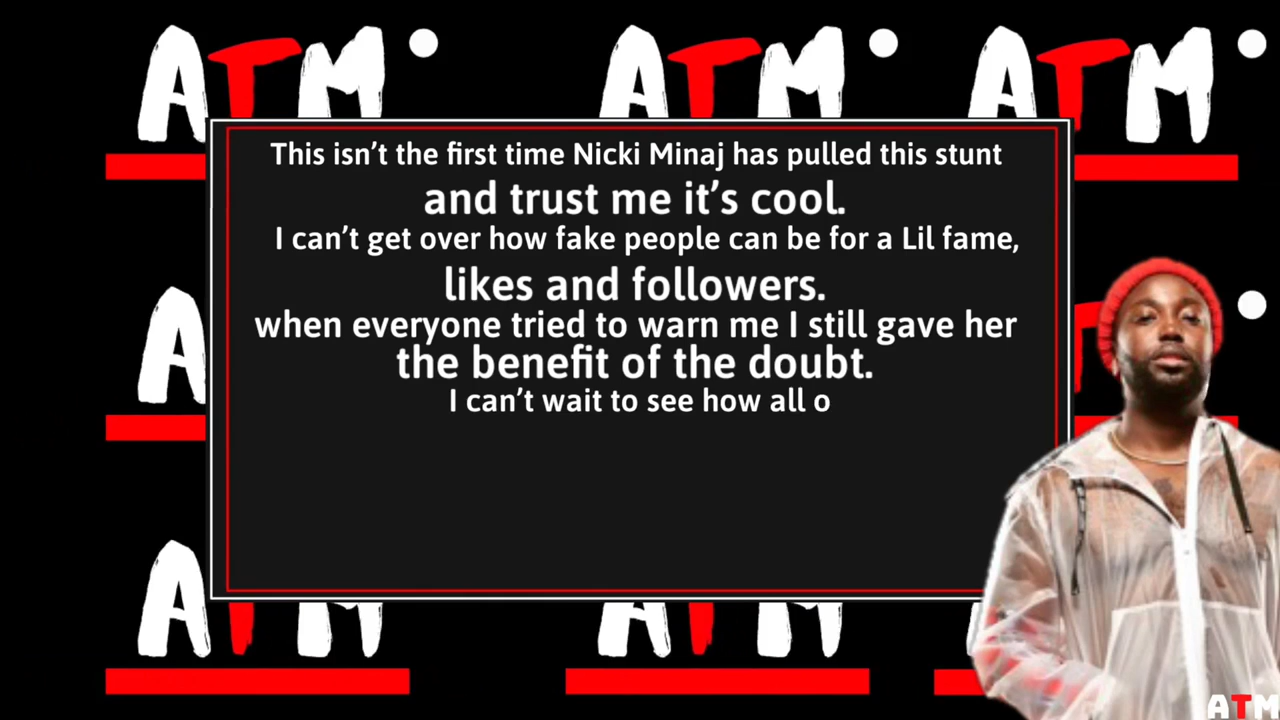 ATM ATM ATM
This isn’t the first time Nicki Minaj has pulled this stunt
and trust me it’s cool.
I can’t get over how fake people can be for a Lil fame,
likes and followers.
when everyone tried to warn me I still gave her
the benefit of the doubt.
I can’t wait to see how all o
ATM